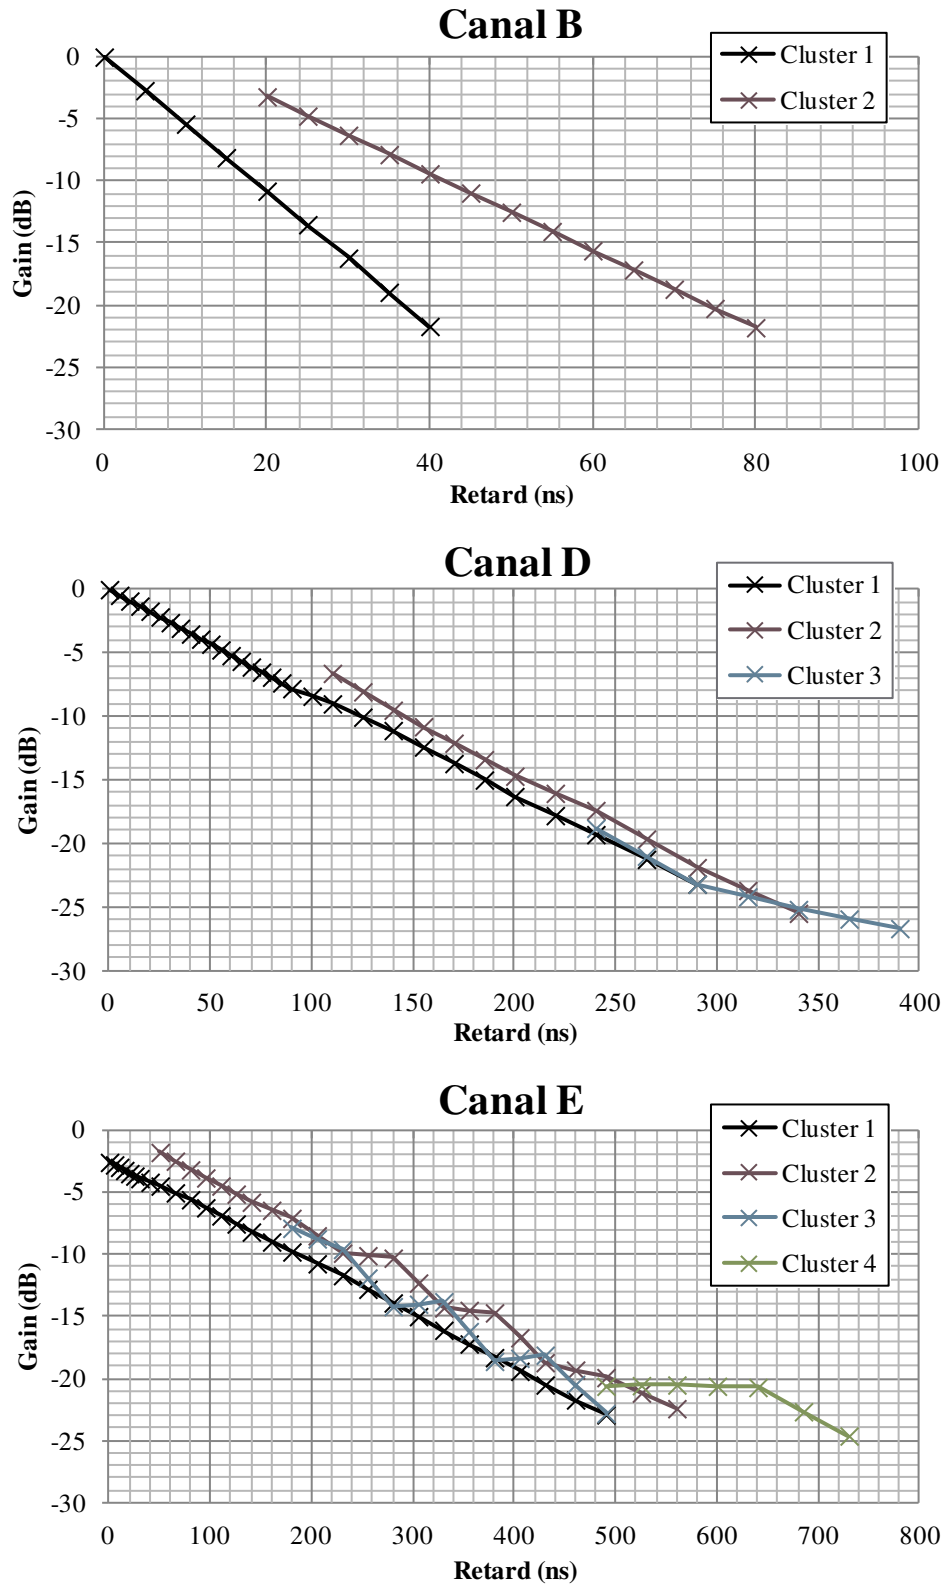 Canal B
Cluster 1
Cluster 2
0
-5
-10
-15
-20
-25
-30
Gain (dB)
0 20 40 60 80 100
Retard (ns)
Canal D
Cluster 1
Cluster 2
Cluster 3
0
-5
-10
-15
-20
-25
-30
Gain (dB)
0 50 100 150 200 250 300 350 400
Retard (ns)
Canal E
Cluster 1
Cluster 2
Cluster 3
Cluster 4
0
-5
-10
-15
-20
-25
-30
Gain (dB)
0 100 200 300 400 500 600 700 800
Retard (ns)